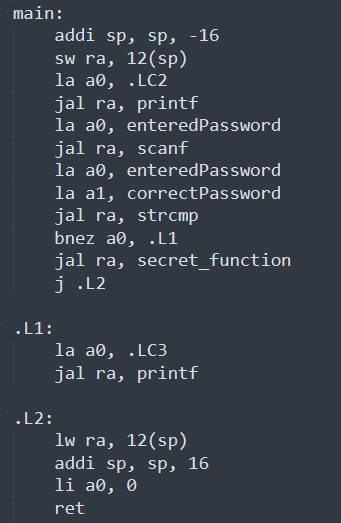 main:
addi sp, sp, -16
sw ra, 12(sp)
la a0, .LC2
jal ra, printf
la a0, enteredPassword
jal ra, scanf
la a0, enteredPassword
la a1, correctPassword
jal ra, strcmp
bnez a0, .L1
jal ra, secret_function
j .L2
.L1:
la a0, .LC3
jal ra, printf
.L2:
lw ra, 12(sp)
addi sp, sp, 16
li a0, 0
ret